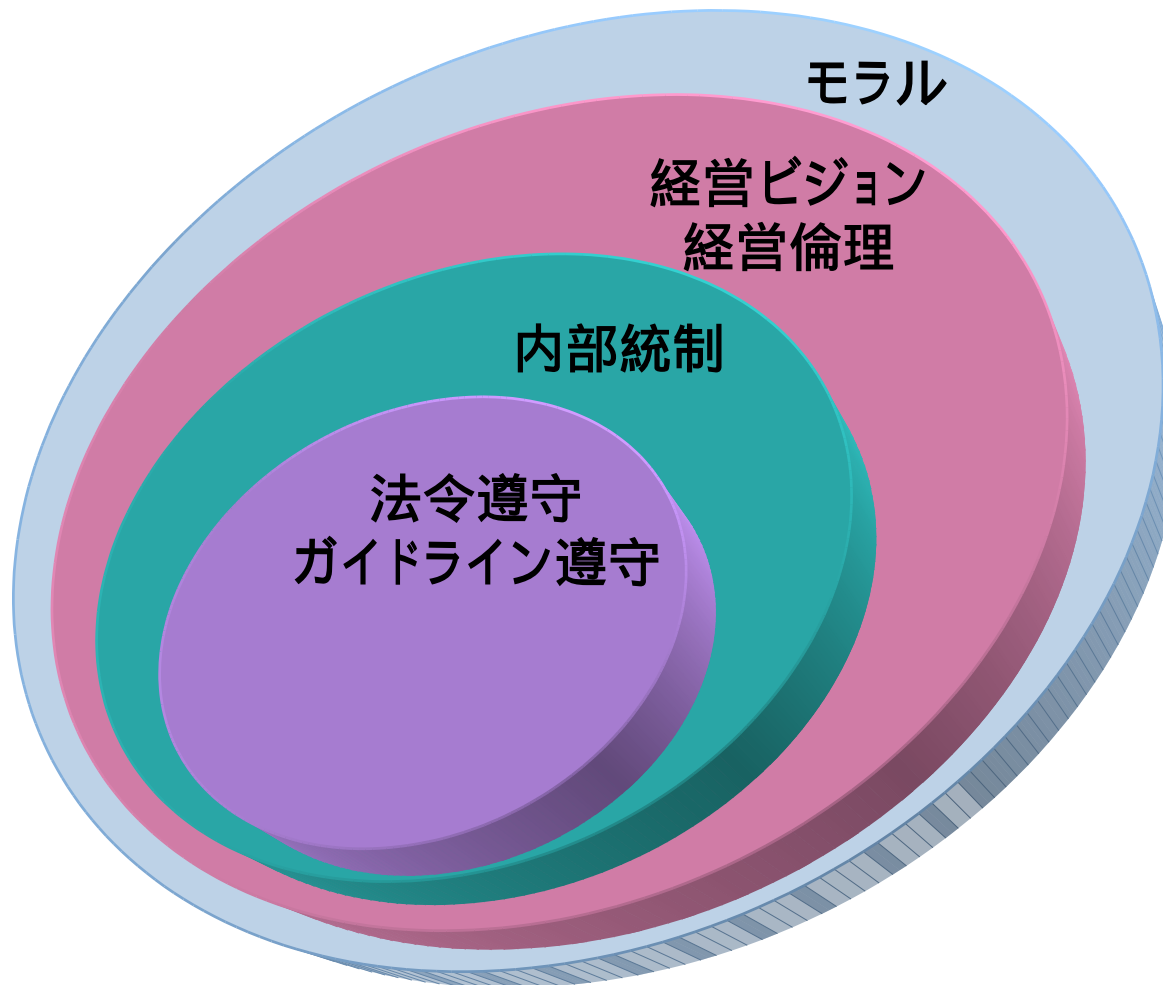 モラル
経営ビジョン
経営倫理
内部統制
法令遵守
ガイドライン遵守